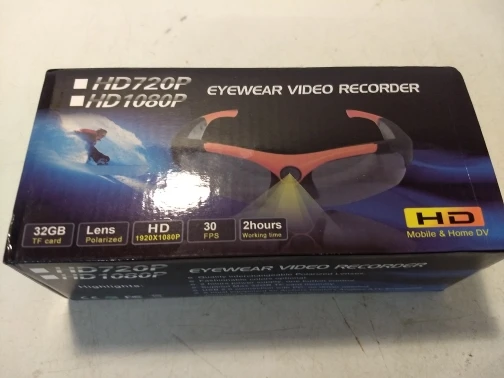 HD720P
HD1080P
EYEWEAR VIDEO RECORDER
32GB
TF card
Lens
Polarized
HD
1920X1080P
30
FPS
2hours
Working time
HD
Mobile & Home DV
HD720P
HD1080P
EYEWEAR VIDEO RECORDER
Highlights: